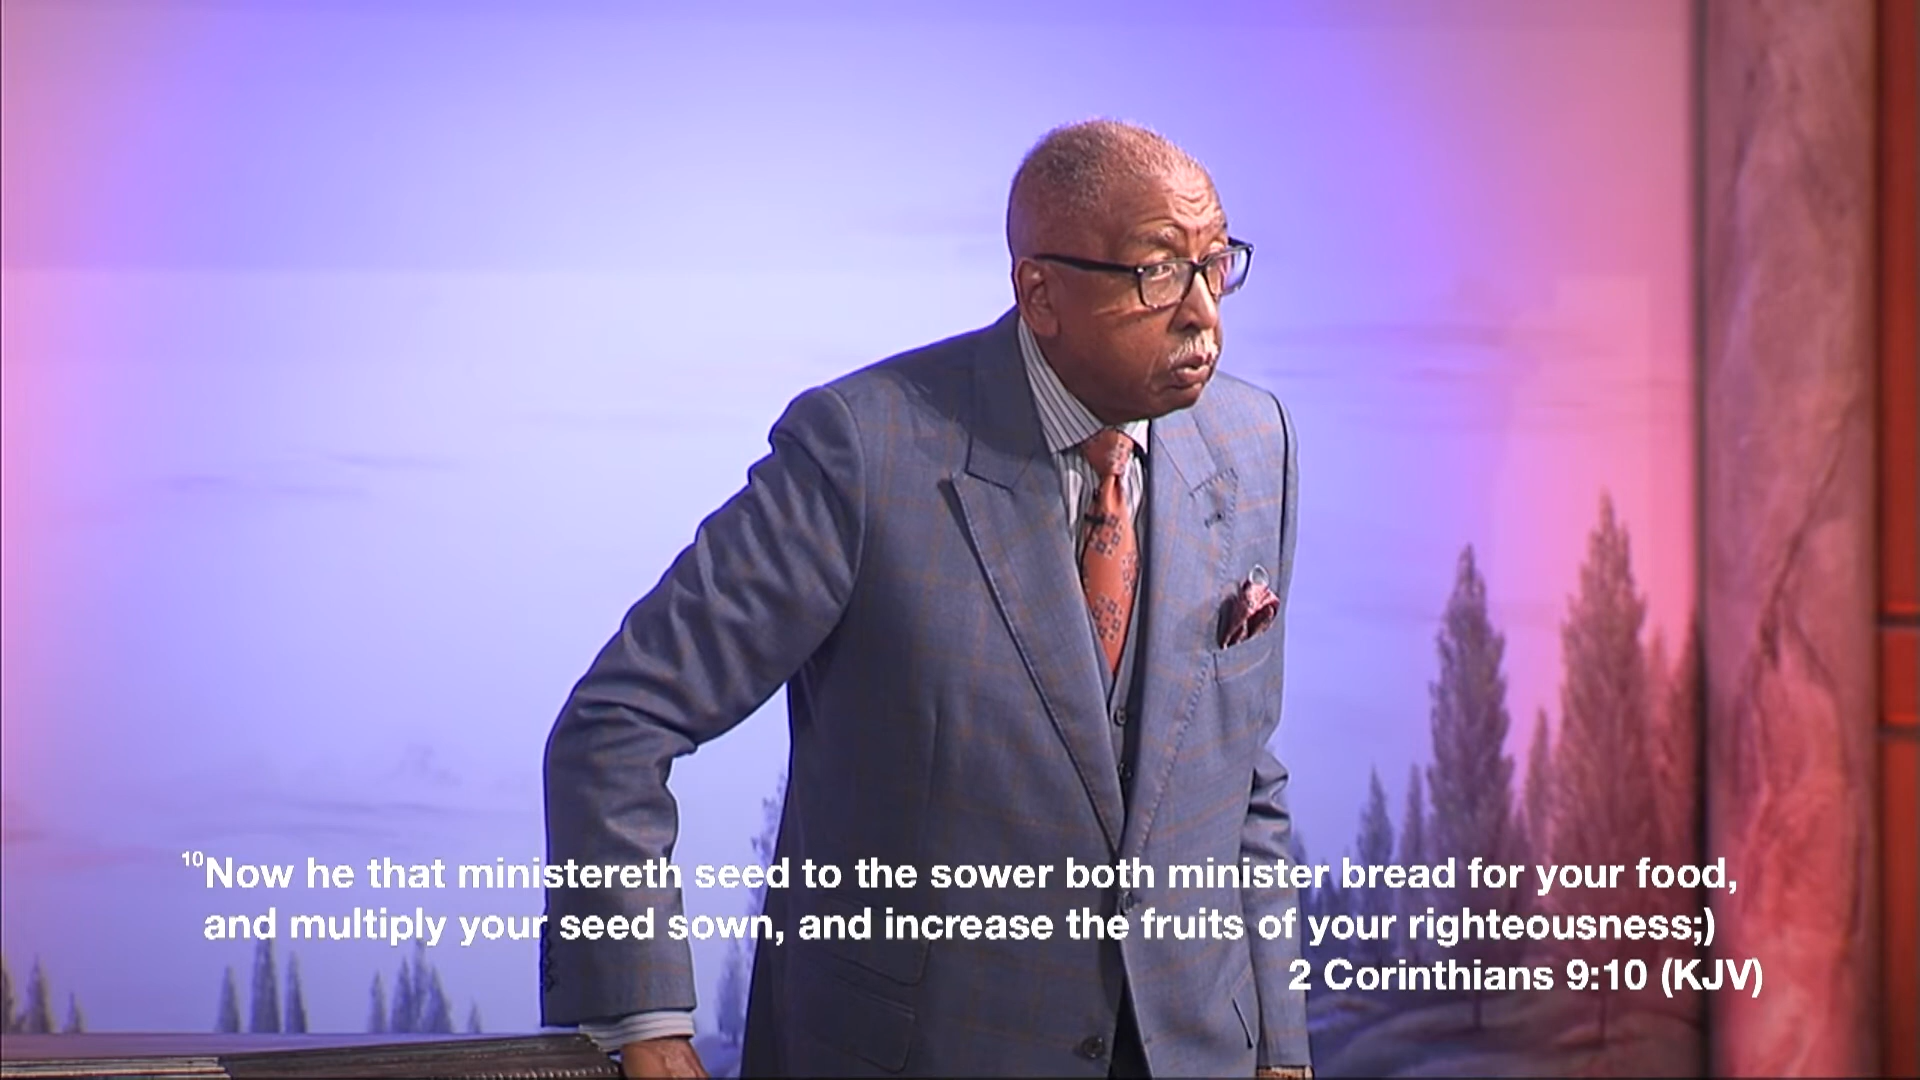 ¹⁰Now he that ministereth seed to the sower both minister bread for your food,
and multiply your seed sown, and increase the fruits of your righteousness;)
2 Corinthians 9:10 (KJV)